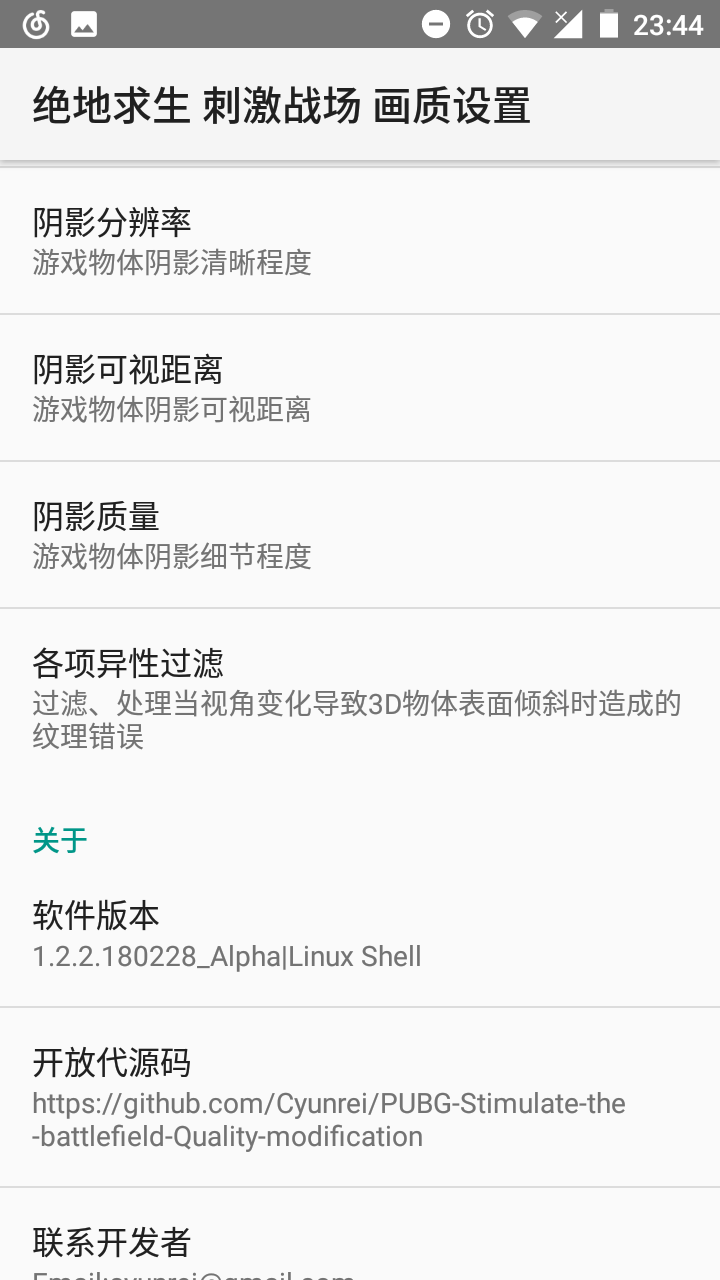 23:44
绝地求生 刺激战场 画质设置
阴影分辨率
游戏物体阴影清晰程度
阴影可视距离
游戏物体阴影可视距离
阴影质量
游戏物体阴影细节程度
各项异性过滤
过滤、处理当视角变化导致3D物体表面倾斜时造成的
纹理错误
关于
软件版本
1.2.2.180228_Alpha|Linux Shell
开放代源码
https://github.com/Cyunrei/PUBG-Stimulate-the
-battlefield-Quality-modification
联系开发者